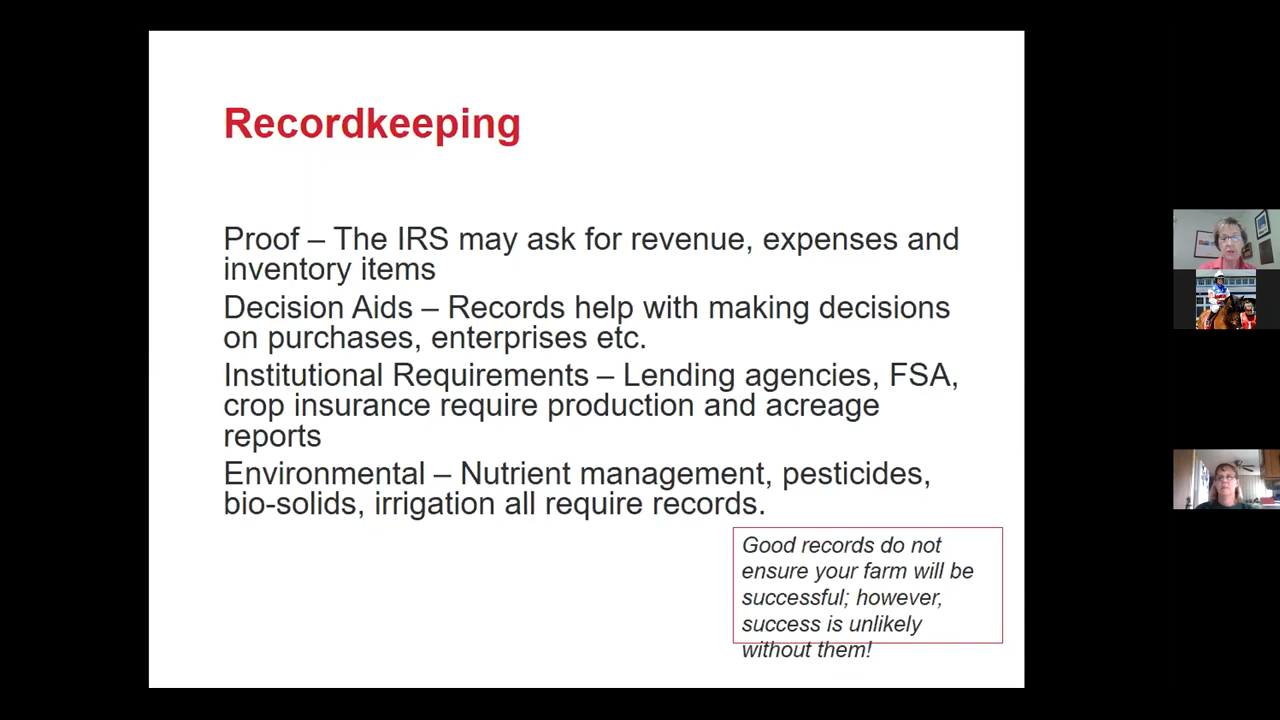 Recordkeeping
Proof – The IRS may ask for revenue, expenses and
inventory items
Decision Aids – Records help with making decisions
on purchases, enterprises etc.
Institutional Requirements – Lending agencies, FSA,
crop insurance require production and acreage
reports
Environmental – Nutrient management, pesticides,
bio-solids, irrigation all require records.
Good records do not
ensure your farm will be
successful; however,
success is unlikely
without them!